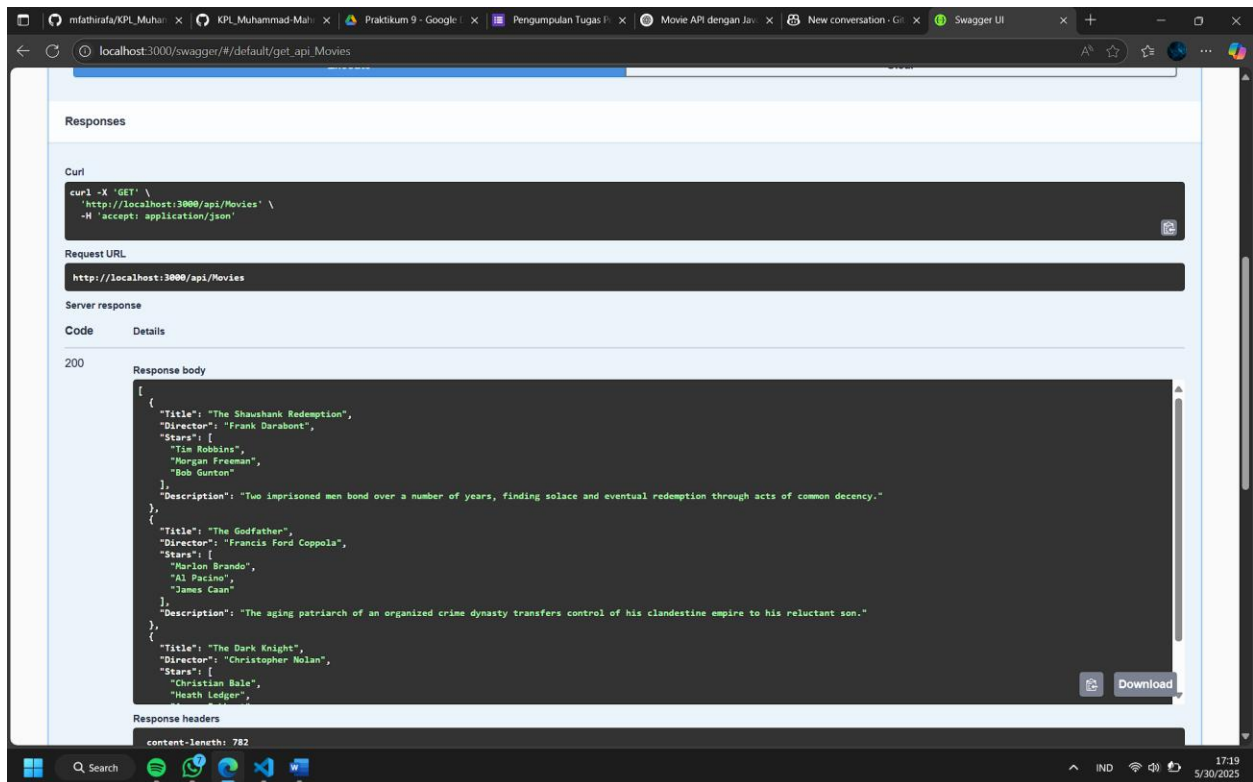 mfathirafa/KPL_Muhan
KPL_Muhammad-Mah
Praktikum 9 - Google
Pengumpulan Tugas P
Movie API dengan Jav
New conversation · Git
Swagger UI
localhost:3000/swagger/#/default/get_api_Movies
Responses
Curl
curl -X 'GET' \
'http://localhost:3000/api/Movies' \
-H 'accept: application/json'
Request URL
http://localhost:3000/api/Movies
Server response
Code Details
200
Response body
[
{
"Title": "The Shawshank Redemption",
"Director": "Frank Darabont",
"Stars": [
"Tim Robbins",
"Morgan Freeman",
"Bob Gunton"
],
"Description": "Two imprisoned men bond over a number of years, finding solace and eventual redemption through acts of common decency."
},
{
"Title": "The Godfather",
"Director": "Francis Ford Coppola",
"Stars": [
"Marlon Brando",
"Al Pacino",
"James Caan"
],
"Description": "The aging patriarch of an organized crime dynasty transfers control of his clandestine empire to his reluctant son."
},
{
"Title": "The Dark Knight",
"Director": "Christopher Nolan",
"Stars": [
"Christian Bale",
"Heath Ledger",
Download
Response headers
content-length: 782
Search
7
IND
17:19
5/30/2025